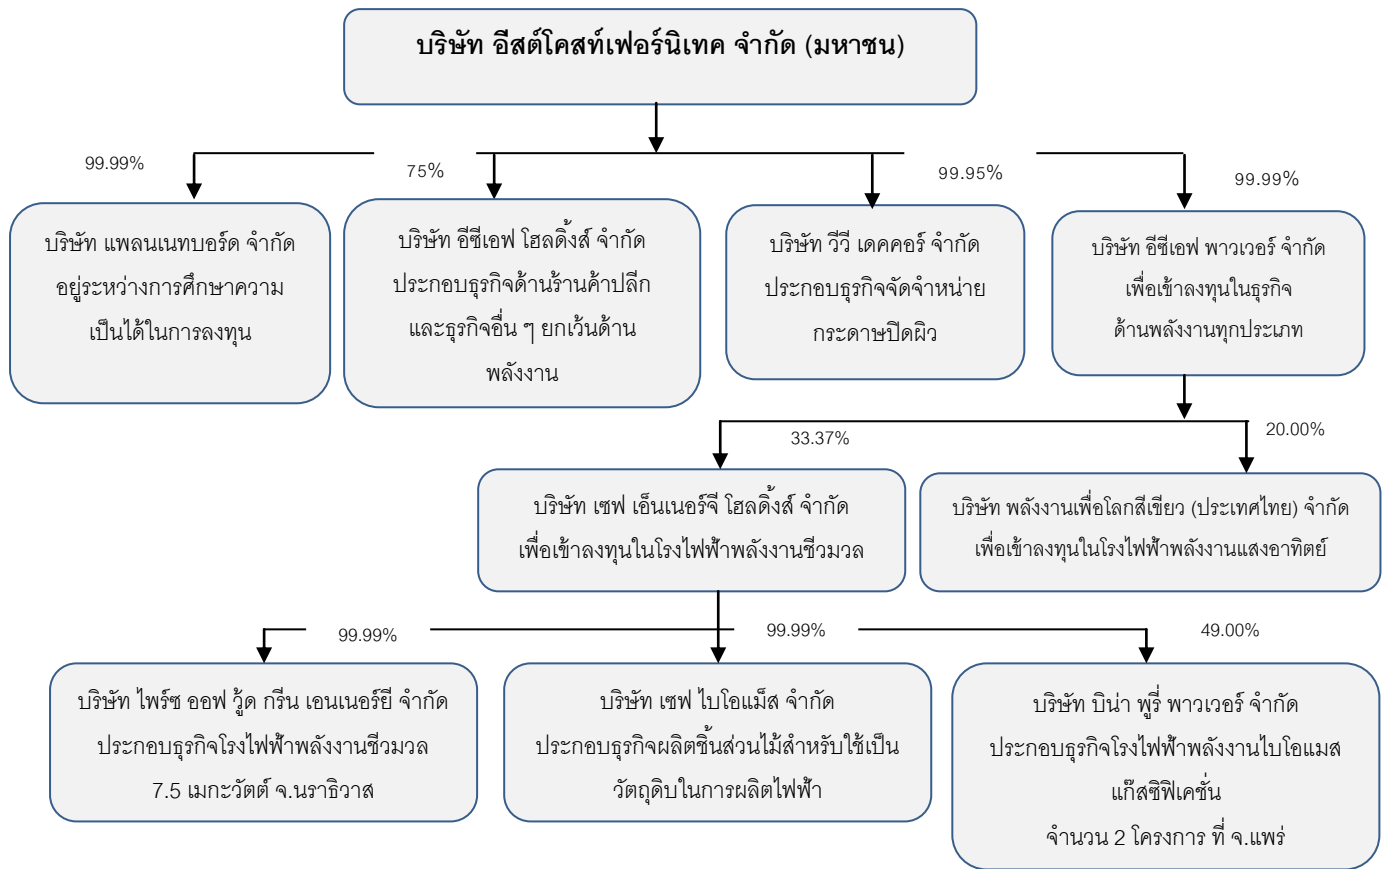 บริษัท อีสต์โคสท์เฟอร์นิเทค จำกัด (มหาชน)
99.99%
75%
99.95%
99.99%
บริษัท แพลนเนทบอร์ด จำกัด
อยู่ระหว่างการศึกษาความ
เป็นได้ในการลงทุน
บริษัท อีซีเอฟ โฮลดิ้งส์ จำกัด
ประกอบธุรกิจด้านร้านค้าปลีก
และธุรกิจอื่น ๆ ยกเว้นด้าน
พลังงาน
บริษัท วีวี เดคคอร์ จำกัด
ประกอบธุรกิจจัดจำหน่าย
กระดาษปิดผิว
บริษัท อีซีเอฟ พาวเวอร์ จำกัด
เพื่อเข้าลงทุนในธุรกิจ
ด้านพลังงานทุกประเภท
33.37%
20.00%
บริษัท เซฟ เอ็นเนอร์จี โฮลดิ้งส์ จำกัด
เพื่อเข้าลงทุนในโรงไฟฟ้าพลังงานชีวมวล
บริษัท พลังงานเพื่อโลกสีเขียว (ประเทศไทย) จำกัด
เพื่อเข้าลงทุนในโรงไฟฟ้าพลังงานแสงอาทิตย์
99.99%
99.99%
49.00%
บริษัท ไพร์ซ ออฟ วู้ด กรีน เอนเนอร์ยี จำกัด
ประกอบธุรกิจโรงไฟฟ้าพลังงานชีวมวล
7.5 เมกะวัตต์ จ.นราธิวาส
บริษัท เซฟ ไบโอแม็ส จำกัด
ประกอบธุรกิจผลิตชิ้นส่วนไม้สำหรับใช้เป็น
วัตถุดิบในการผลิตไฟฟ้า
บริษัท บิน่า พูรี่ พาวเวอร์ จำกัด
ประกอบธุรกิจโรงไฟฟ้าพลังงานไบโอแมส
แก๊สซิฟิเคชั่น
จำนวน 2 โครงการ ที่ จ.แพร่